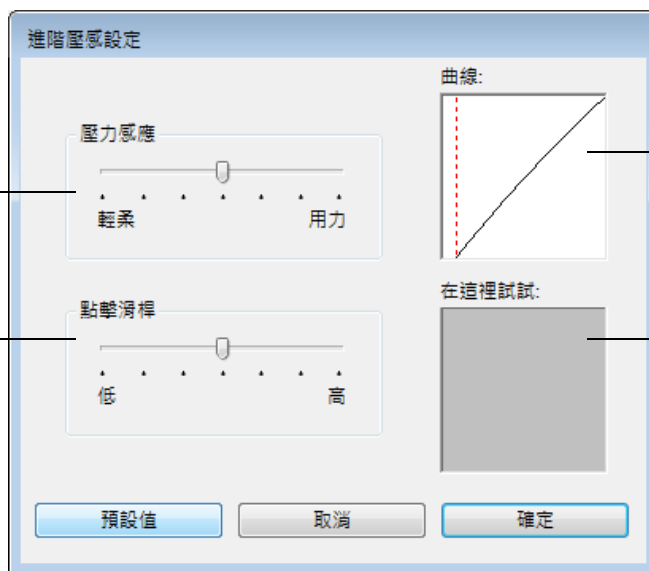 進階壓感設定
曲線:
壓力感應
輕柔 用力
在這裡試試:
點擊滑桿
低 高
預設值 取消 確定